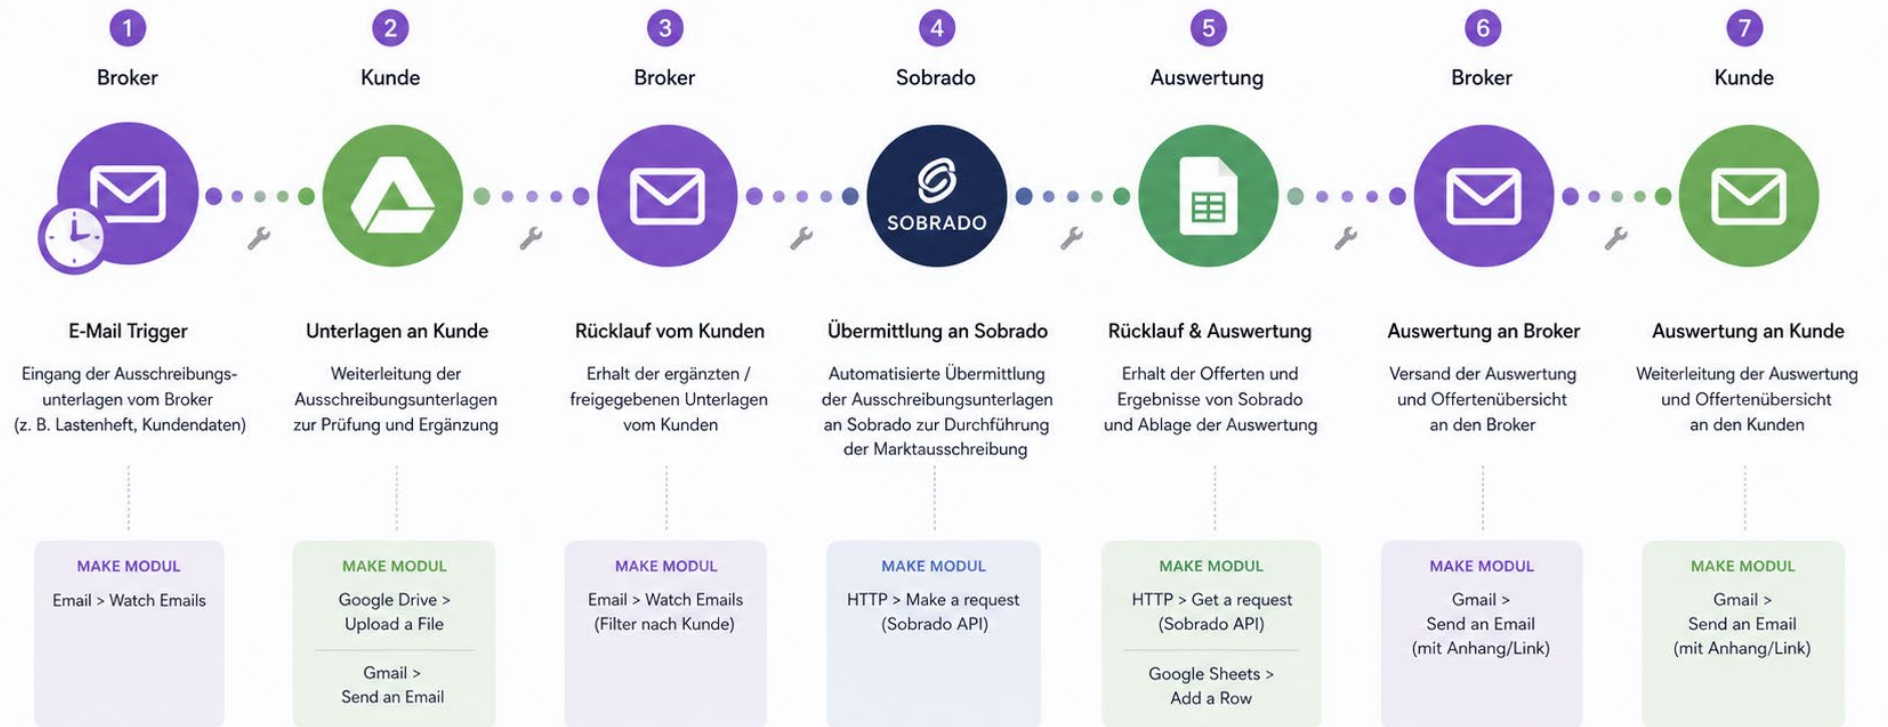 1
Broker
2
Kunde
3
Broker
4
Sobrado
5
Auswertung
6
Broker
7
Kunde
SOBRADO
E-Mail Trigger
Eingang der Ausschreibungs-
unterlagen vom Broker
(z. B. Lastenheft, Kundendaten)
Unterlagen an Kunde
Weiterleitung der
Ausschreibungsunterlagen
zur Prüfung und Ergänzung
Rücklauf vom Kunden
Erhalt der ergänzten /
freigegebenen Unterlagen
vom Kunden
Übermittlung an Sobrado
Automatisierte Übermittlung
der Ausschreibungsunterlagen
an Sobrado zur Durchführung
der Marktausschreibung
Rücklauf & Auswertung
Erhalt der Offerten und
Ergebnisse von Sobrado
und Ablage der Auswertung
Auswertung an Broker
Versand der Auswertung
und Offertenübersicht
an den Broker
Auswertung an Kunde
Weiterleitung der Auswertung
und Offertenübersicht
an den Kunden
MAKE MODUL
Email > Watch Emails
MAKE MODUL
Google Drive >
Upload a File
Gmail >
Send an Email
MAKE MODUL
Email > Watch Emails
(Filter nach Kunde)
MAKE MODUL
HTTP > Make a request
(Sobrado API)
MAKE MODUL
HTTP > Get a request
(Sobrado API)
Google Sheets >
Add a Row
MAKE MODUL
Gmail >
Send an Email
(mit Anhang/Link)
MAKE MODUL
Gmail >
Send an Email
(mit Anhang/Link)